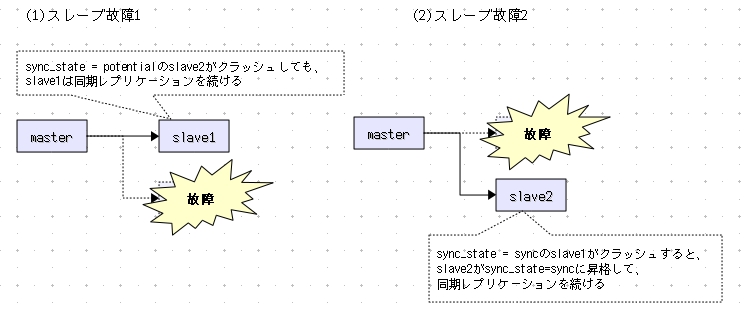 (1)スレーブ故障1
(2)スレーブ故障2
sync_state = potentialのslave2がクラッシュしても、
slave1は同期レプリケーションを続ける
master
slave1
故障
master
故障
slave2
sync_state = syncのslave1がクラッシュすると、
slave2がsync_state=syncに昇格して、
同期レプリケーションを続ける